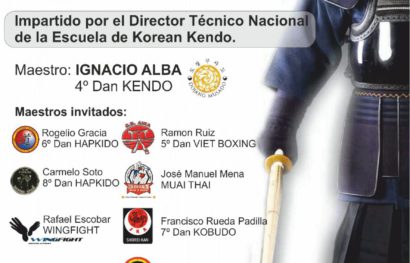 Impartido por el Director Técnico Nacional
de la Escuela de Korean Kendo.
Maestro: IGNACIO ALBA
4º Dan KENDO
Maestros invitados:
Rogelio Gracia
6º Dan HAPKIDO
Ramon Ruiz
5º Dan VIET BOXING
Carmelo Soto
8º Dan HAPKIDO
José Manuel Mena
MUAI THAI
Rafael Escobar
WINGFIGHT
WINGFIGHT
Francisco Rueda Padilla
7º Dan KOBUDO